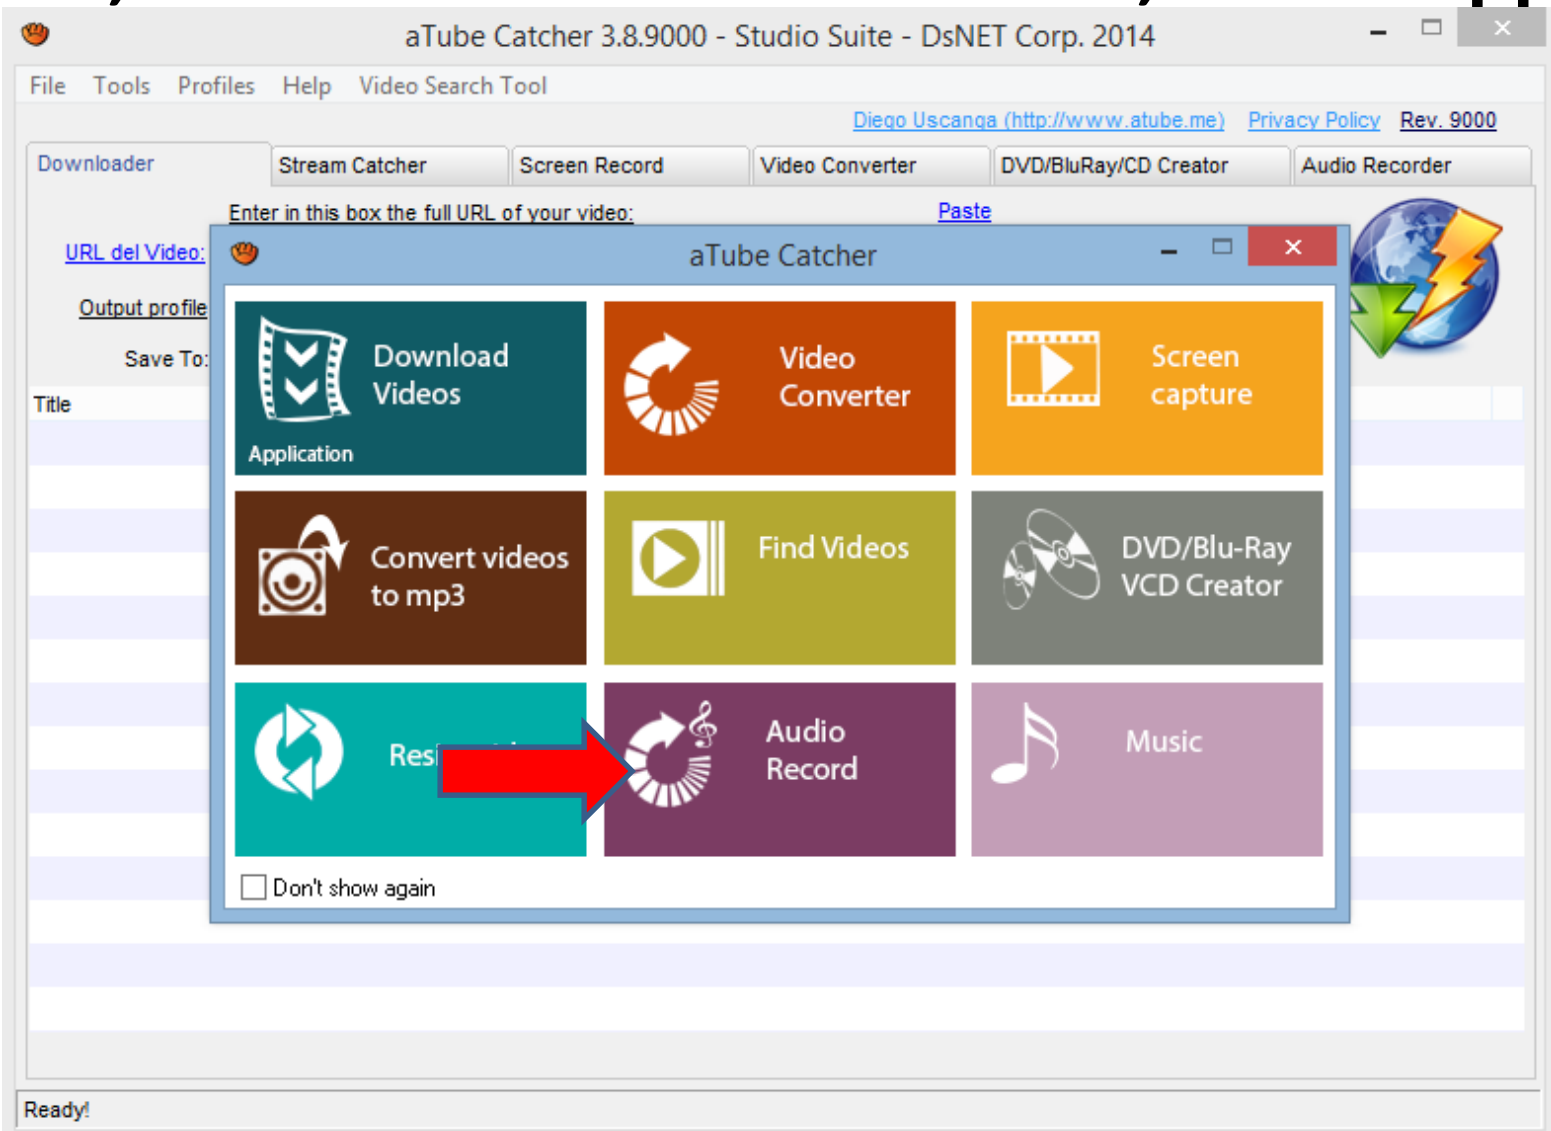 aTube Catcher 3.8.9000 - Studio Suite - DsNET Corp. 2014
File Tools Profiles Help Video Search Tool
Diego Uscanga (http://www.atube.me) Privacy Policy Rev. 9000
Downloader Stream Catcher Screen Record Video Converter DVD/BluRay/CD Creator Audio Recorder
Enter in this box the full URL of your video: Paste
URL del Video:
Output profile
Save To:
Title
aTube Catcher
Download
Videos
Application
Video
Converter
Screen
capture
Convert videos
to mp3
Find Videos
DVD/Blu-Ray
VCD Creator
Audio
Record
Music
Don't show again
Ready!